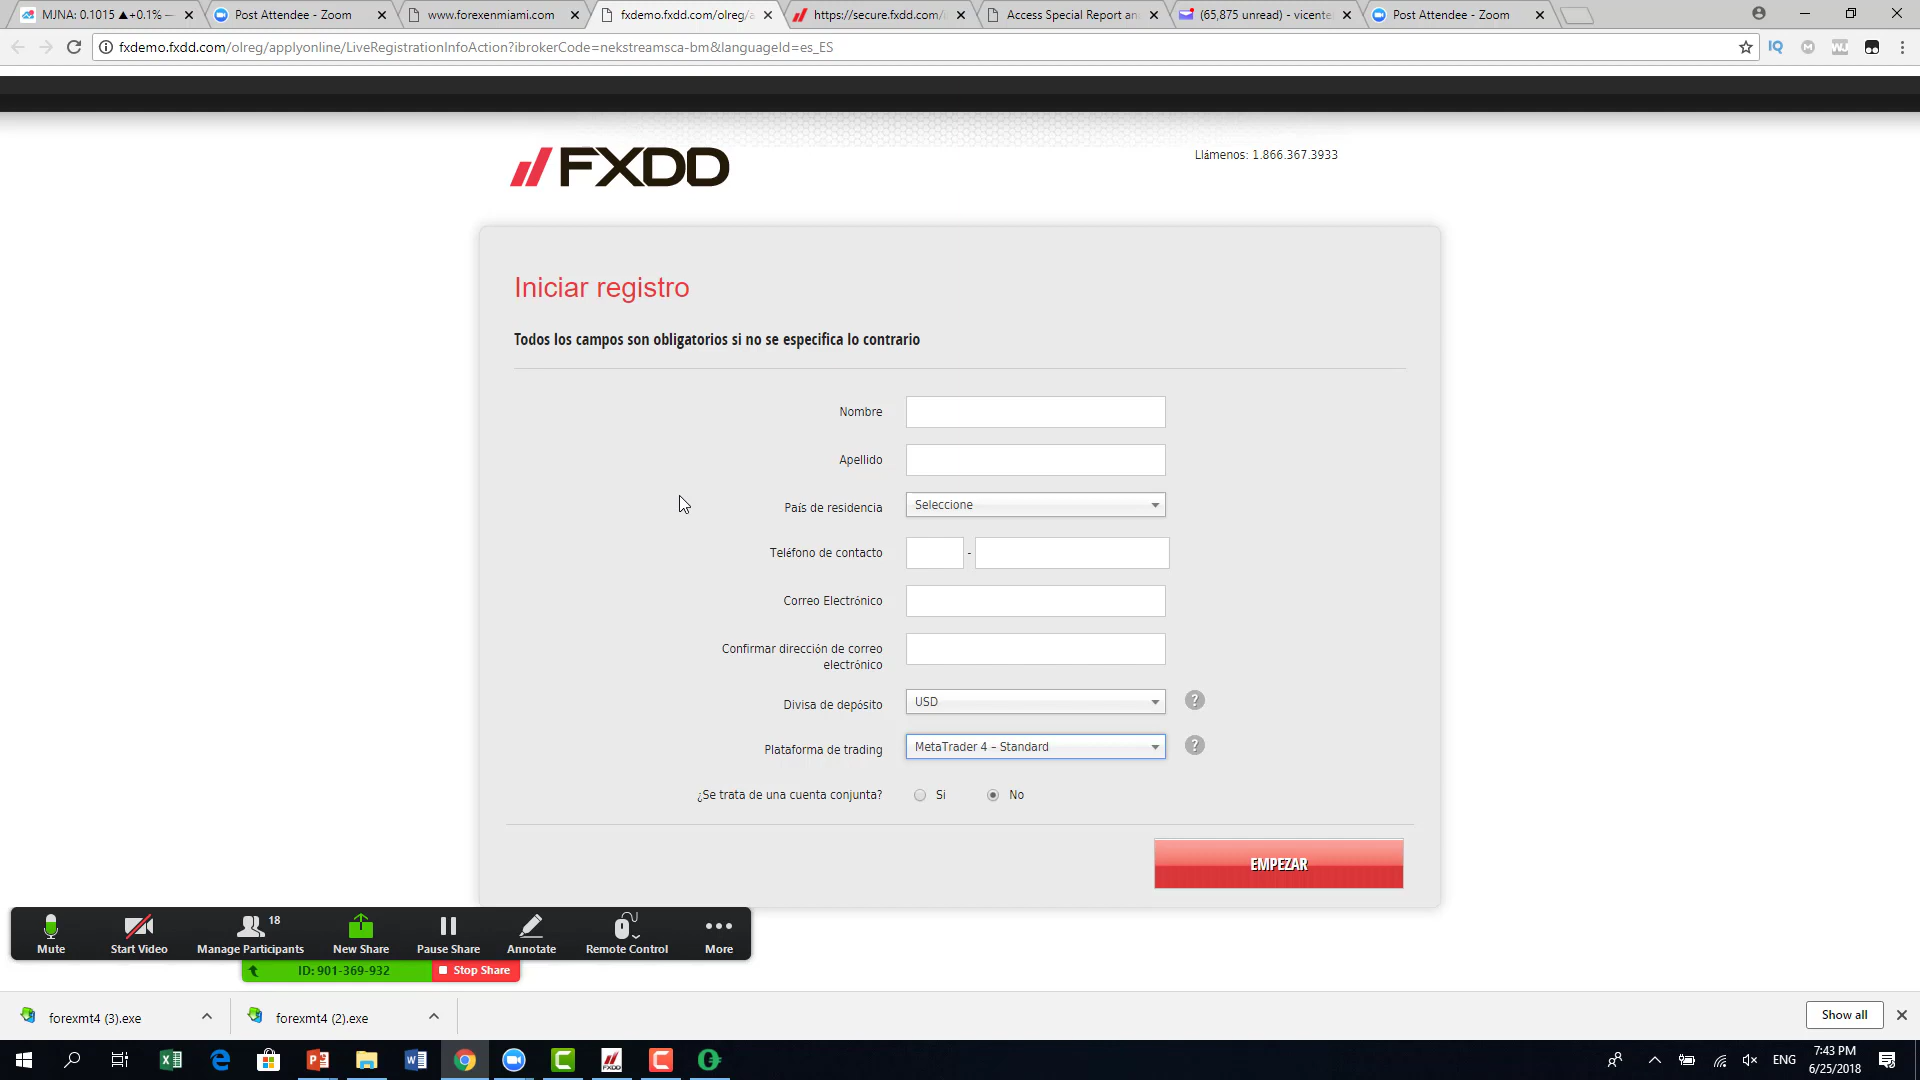 MJNA: 0.1015 ▲+0.1% —
Post Attendee - Zoom
www.forexenmiami.com
fxdemo.fxdd.com/olreg/a
https://secure.fxdd.com/
Access Special Report an
(65,875 unread) - vicente
Post Attendee - Zoom
fxdemo.fxdd.com/olreg/applyonline/LiveRegistrationInfoAction?ibrokerCode=nekstreamsca-bm&languageId=es_ES
IQ
M
WJ
FXDD
Llámenos: 1.866.367.3933
Iniciar registro
Todos los campos son obligatorios si no se especifica lo contrario
Nombre
Apellido
País de residencia
Seleccione
Teléfono de contacto
-
Correo Electrónico
Confirmar dirección de correo
electrónico
Divisa de depósito
USD
?
Plataforma de trading
MetaTrader 4 – Standard
?
¿Se trata de una cuenta conjunta?
Si
No
EMPEZAR
Mute
Start Video
18
Manage Participants
New Share
Pause Share
Annotate
Remote Control
More
ID: 901-369-932
Stop Share
forexmt4 (3).exe
forexmt4 (2).exe
Show all
FXDD
ENG
7:43 PM
6/25/2018